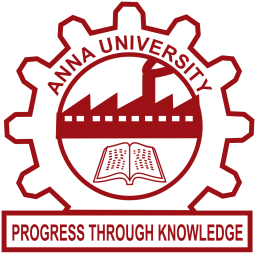 ANNA UNIVERSITY
PROGRESS THROUGH KNOWLEDGE